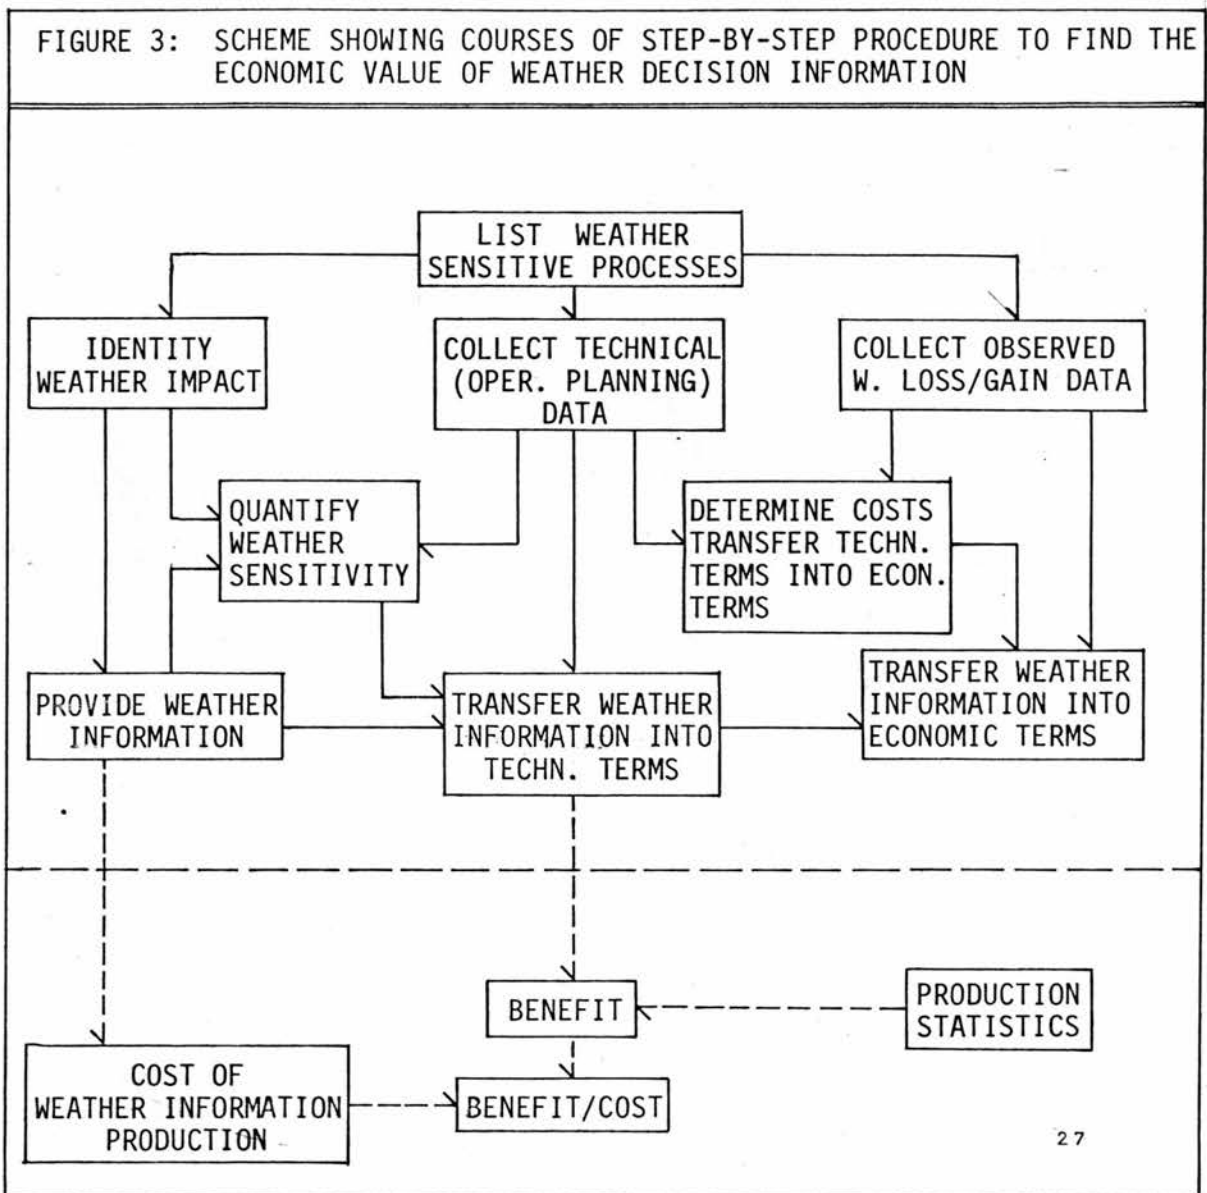 FIGURE 3: SCHEME SHOWING COURSES OF STEP-BY-STEP PROCEDURE TO FIND THE
ECONOMIC VALUE OF WEATHER DECISION INFORMATION
LIST WEATHER
SENSITIVE PROCESSES
IDENTITY
WEATHER IMPACT
COLLECT TECHNICAL
(OPER. PLANNING)
DATA
COLLECT OBSERVED
W. LOSS/GAIN DATA
QUANTIFY
WEATHER
SENSITIVITY
DETERMINE COSTS
TRANSFER TECHN.
TERMS INTO ECON.
TERMS
PROVIDE WEATHER
INFORMATION
TRANSFER WEATHER
INFORMATION INTO
TECHN. TERMS
TRANSFER WEATHER
INFORMATION INTO
ECONOMIC TERMS
BENEFIT
PRODUCTION
STATISTICS
COST OF
WEATHER INFORMATION
PRODUCTION
BENEFIT/COST
27